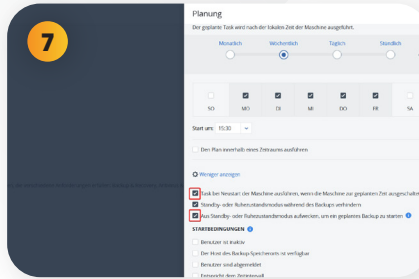 7
Planung
Der geplante Task wird nach der lokalen Zeit der Maschine ausgeführt.
Monatlich Wöchentlich Täglich Stündlich
SO MO DI MI DO FR SA
Start um: 15:30
Den Plan innerhalb eines Zeitraums ausführen
Weniger anzeigen
Task bei Neustart der Maschine ausführen, wenn die Maschine zur geplanten Zeit ausgeschaltet
Standby- oder Ruhezustandsmodus während des Backups verhindern
Aus Standby- oder Ruhezustandsmodus aufwecken, um ein geplantes Backup zu starten
STARTBEDINGUNGEN
Benutzer ist inaktiv
Der Host des Backup-Speicherorts ist verfügbar
Benutzer sind abgemeldet
Entspricht dem Zeitintervall